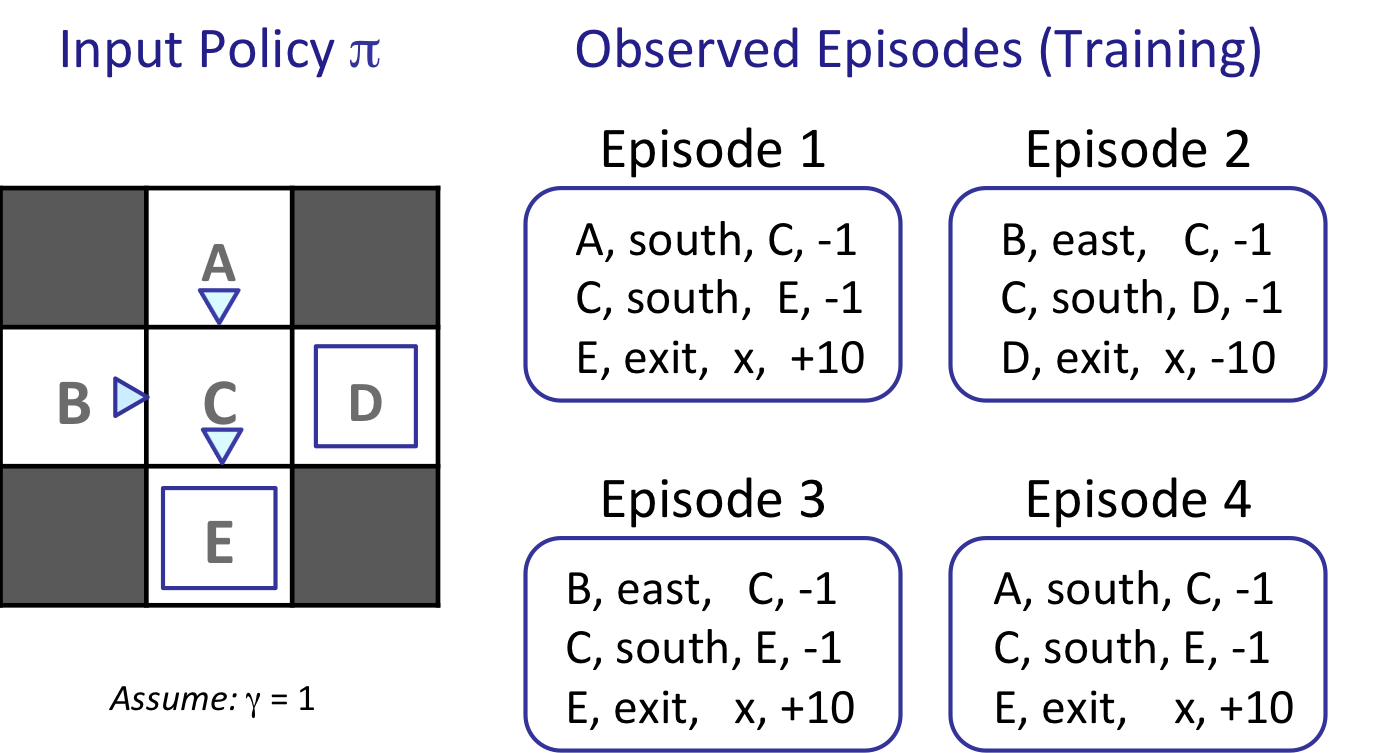 Input Policy π
Observed Episodes (Training)
A
B
C
D
E
Assume: γ = 1
Episode 1
A, south, C, -1
C, south, E, -1
E, exit, x, +10
Episode 2
B, east, C, -1
C, south, D, -1
D, exit, x, -10
Episode 3
B, east, C, -1
C, south, E, -1
E, exit, x, +10
Episode 4
A, south, C, -1
C, south, E, -1
E, exit, x, +10